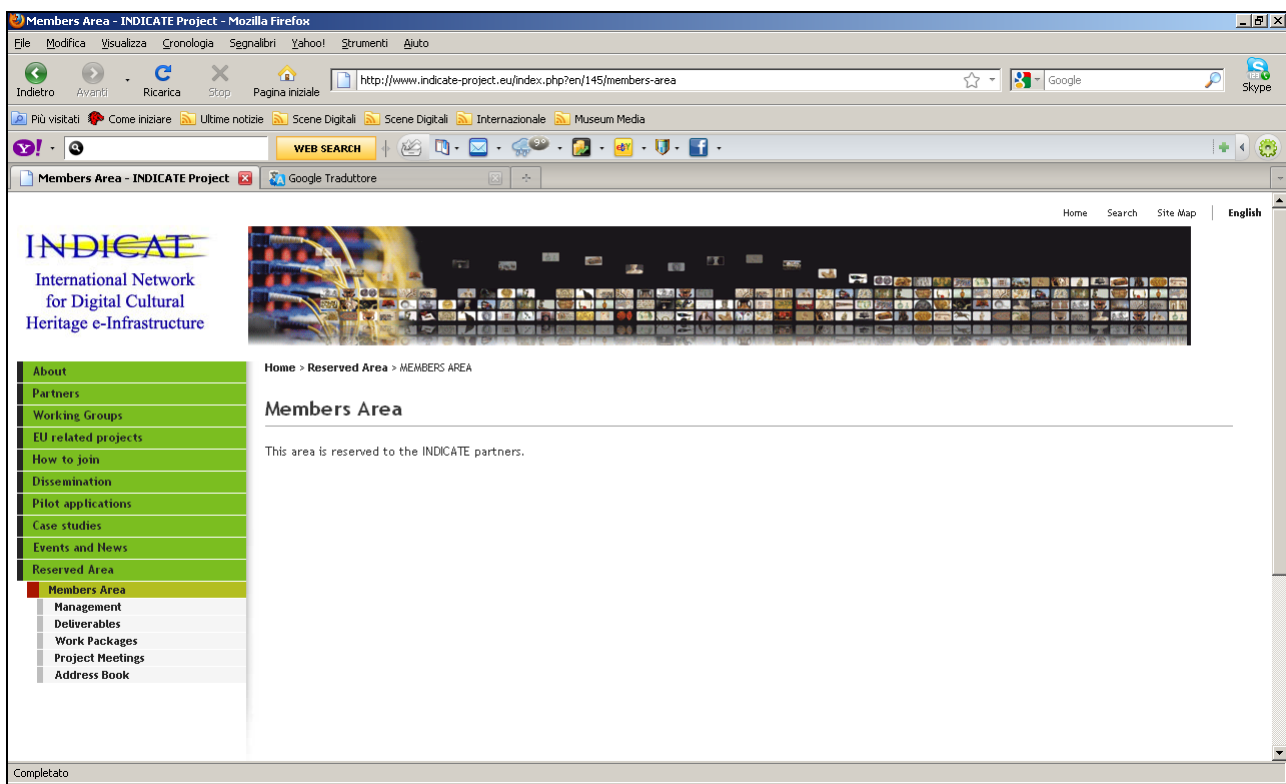 Members Area - INDICATE Project - Mozilla Firefox
File Modifica Visualizza Cronologia Segnalibri Yahoo! Strumenti Aiuto
Indietro Avanti Ricarica Stop Pagina iniziale http://www.indicate-project.eu/index.php?en/145/members-area Google Skype
Più visitati Come iniziare Ultime notizie Scene Digitali Scene Digitali Internazionale Museum Media
Y! WEB SEARCH 9°
Members Area - INDICATE Project Google Traduttore
Home Search Site Map English
INDICATE
International Network
for Digital Cultural
Heritage e-Infrastructure
Home > Reserved Area > MEMBERS AREA
Members Area
This area is reserved to the INDICATE partners.
About
Partners
Working Groups
EU related projects
How to join
Dissemination
Pilot applications
Case studies
Events and News
Reserved Area
Members Area
Management
Deliverables
Work Packages
Project Meetings
Address Book
Completato